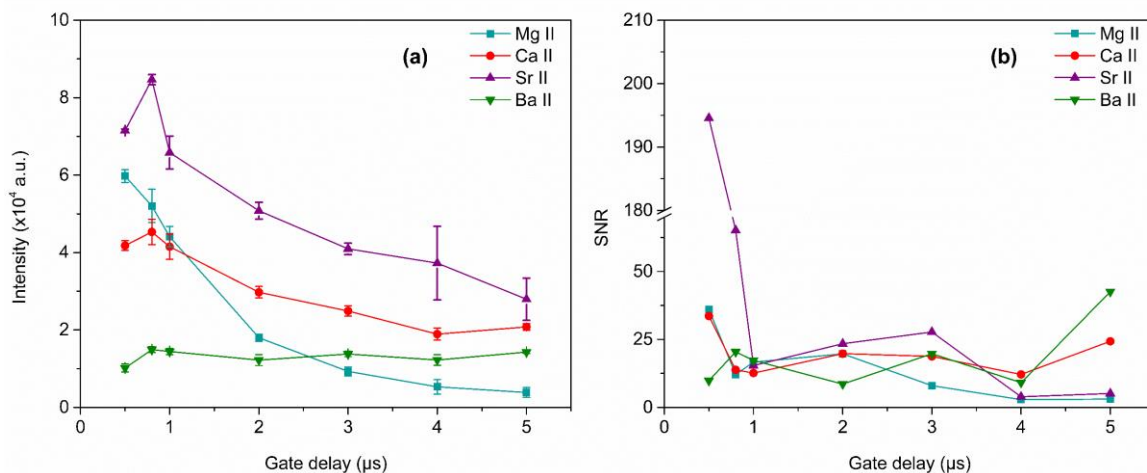 10
8
6
4
2
0
Intensity (x10⁴ a.u.)
(a)
Mg II
Ca II
Sr II
Ba II
0 1 2 3 4 5
Gate delay (µs)
210
200
190
180
50
25
0
SNR
(b)
Mg II
Ca II
Sr II
Ba II
0 1 2 3 4 5
Gate delay (µs)